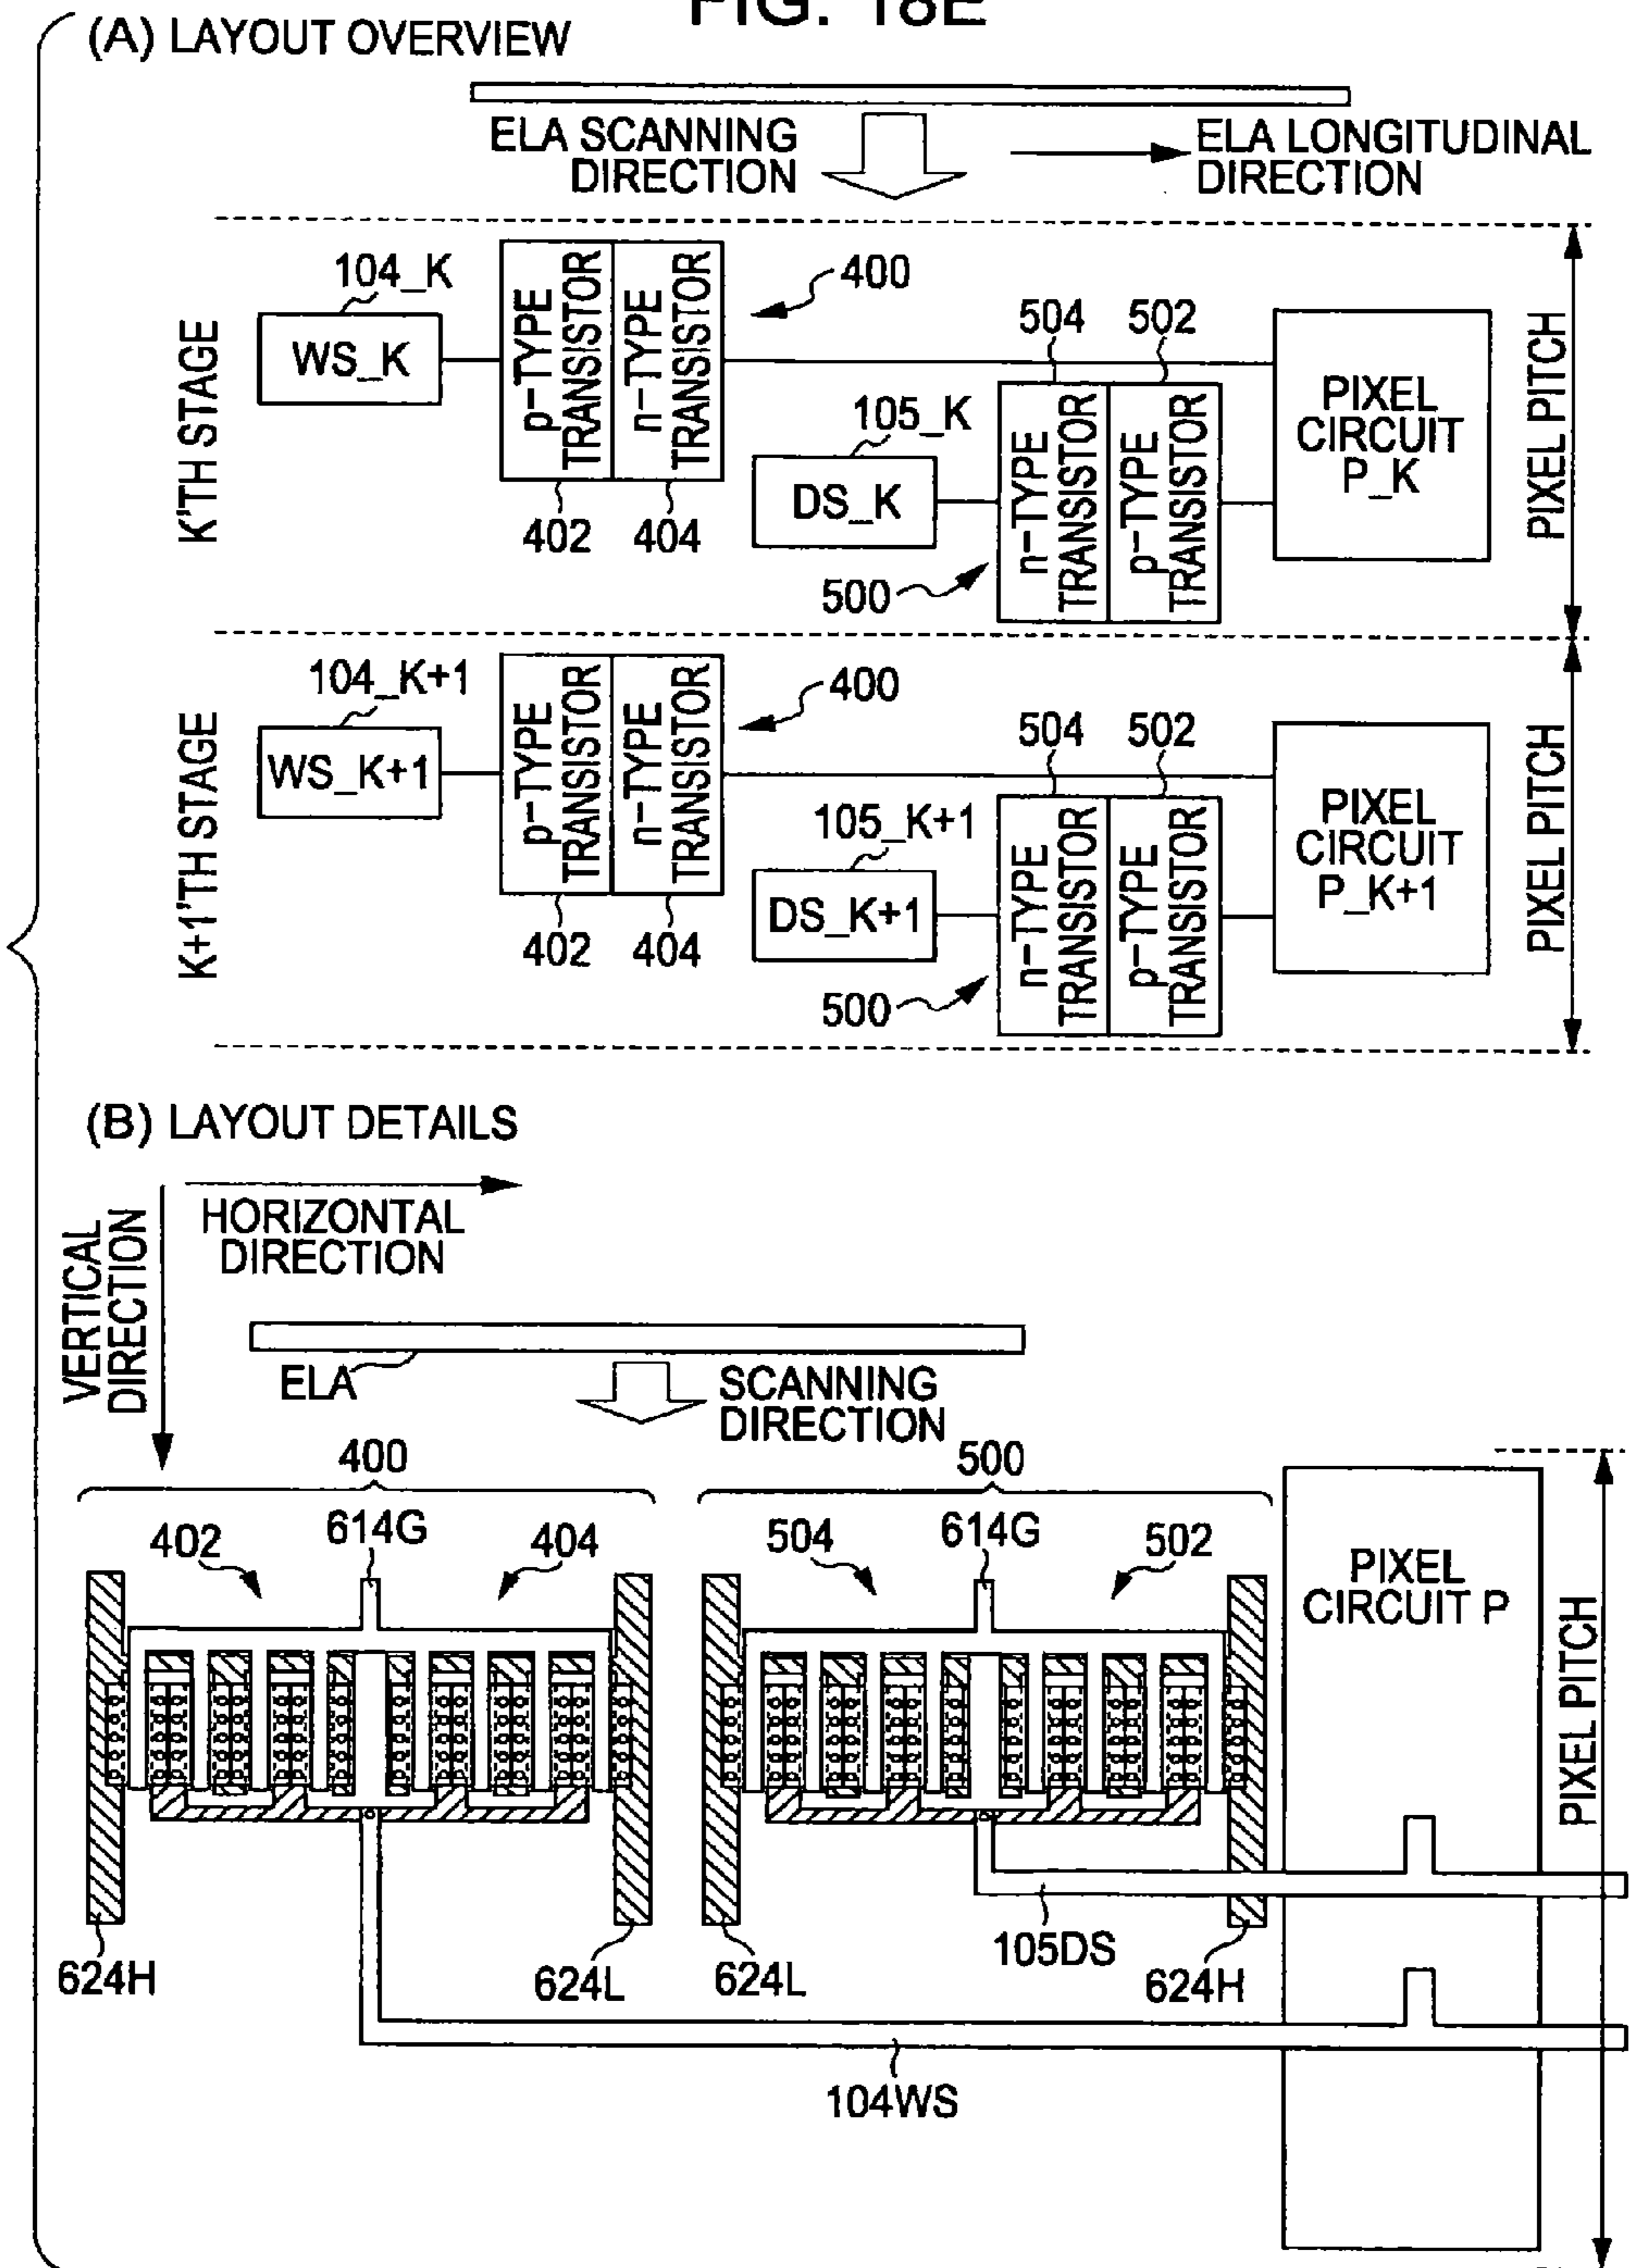 FIG. 18E
(A) LAYOUT OVERVIEW
ELA SCANNING
DIRECTION
ELA LONGITUDINAL
DIRECTION
K'TH STAGE
104_K
WS_K
p-TYPE
TRANSISTOR
n-TYPE
TRANSISTOR
400
402
404
105_K
DS_K
504
502
n-TYPE
TRANSISTOR
p-TYPE
TRANSISTOR
500
PIXEL
CIRCUIT
P_K
PIXEL PITCH
K+1'TH STAGE
104_K+1
WS_K+1
p-TYPE
TRANSISTOR
n-TYPE
TRANSISTOR
400
402
404
105_K+1
DS_K+1
504
502
n-TYPE
TRANSISTOR
p-TYPE
TRANSISTOR
500
PIXEL
CIRCUIT
P_K+1
PIXEL PITCH
(B) LAYOUT DETAILS
HORIZONTAL
DIRECTION
VERTICAL
DIRECTION
ELA
SCANNING
DIRECTION
400
500
402
614G
404
504
614G
502
PIXEL
CIRCUIT P
PIXEL PITCH
624H
624L
624L
105DS
624H
104WS